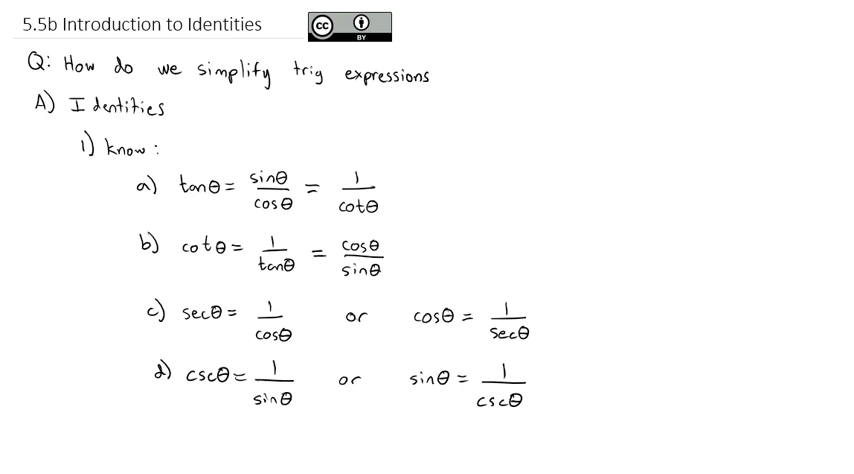 5.5b Introduction to Identities
cc BY
Q: How do we simplify trig expressions
A) Identities
1) know:
a) tanθ = sinθ/cosθ = 1/cotθ
b) cotθ = 1/tanθ = cosθ/sinθ
c) secθ = 1/cosθ or cosθ = 1/secθ
d) cscθ = 1/sinθ or sinθ = 1/cscθ